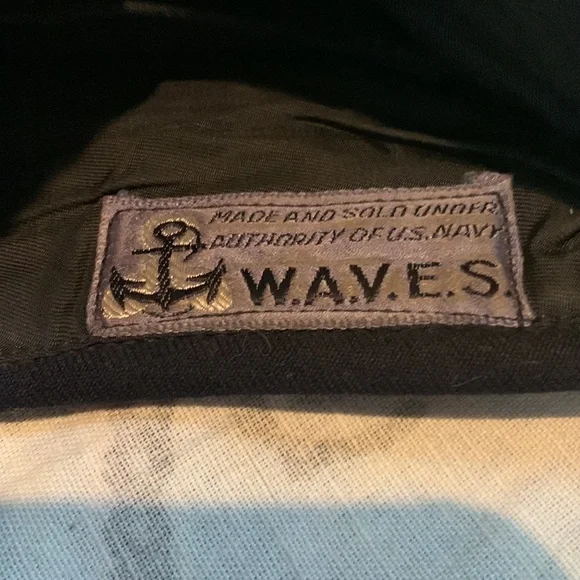 MADE AND SOLD UNDER
AUTHORITY OF U.S. NAVY
W.A.V.E.S.